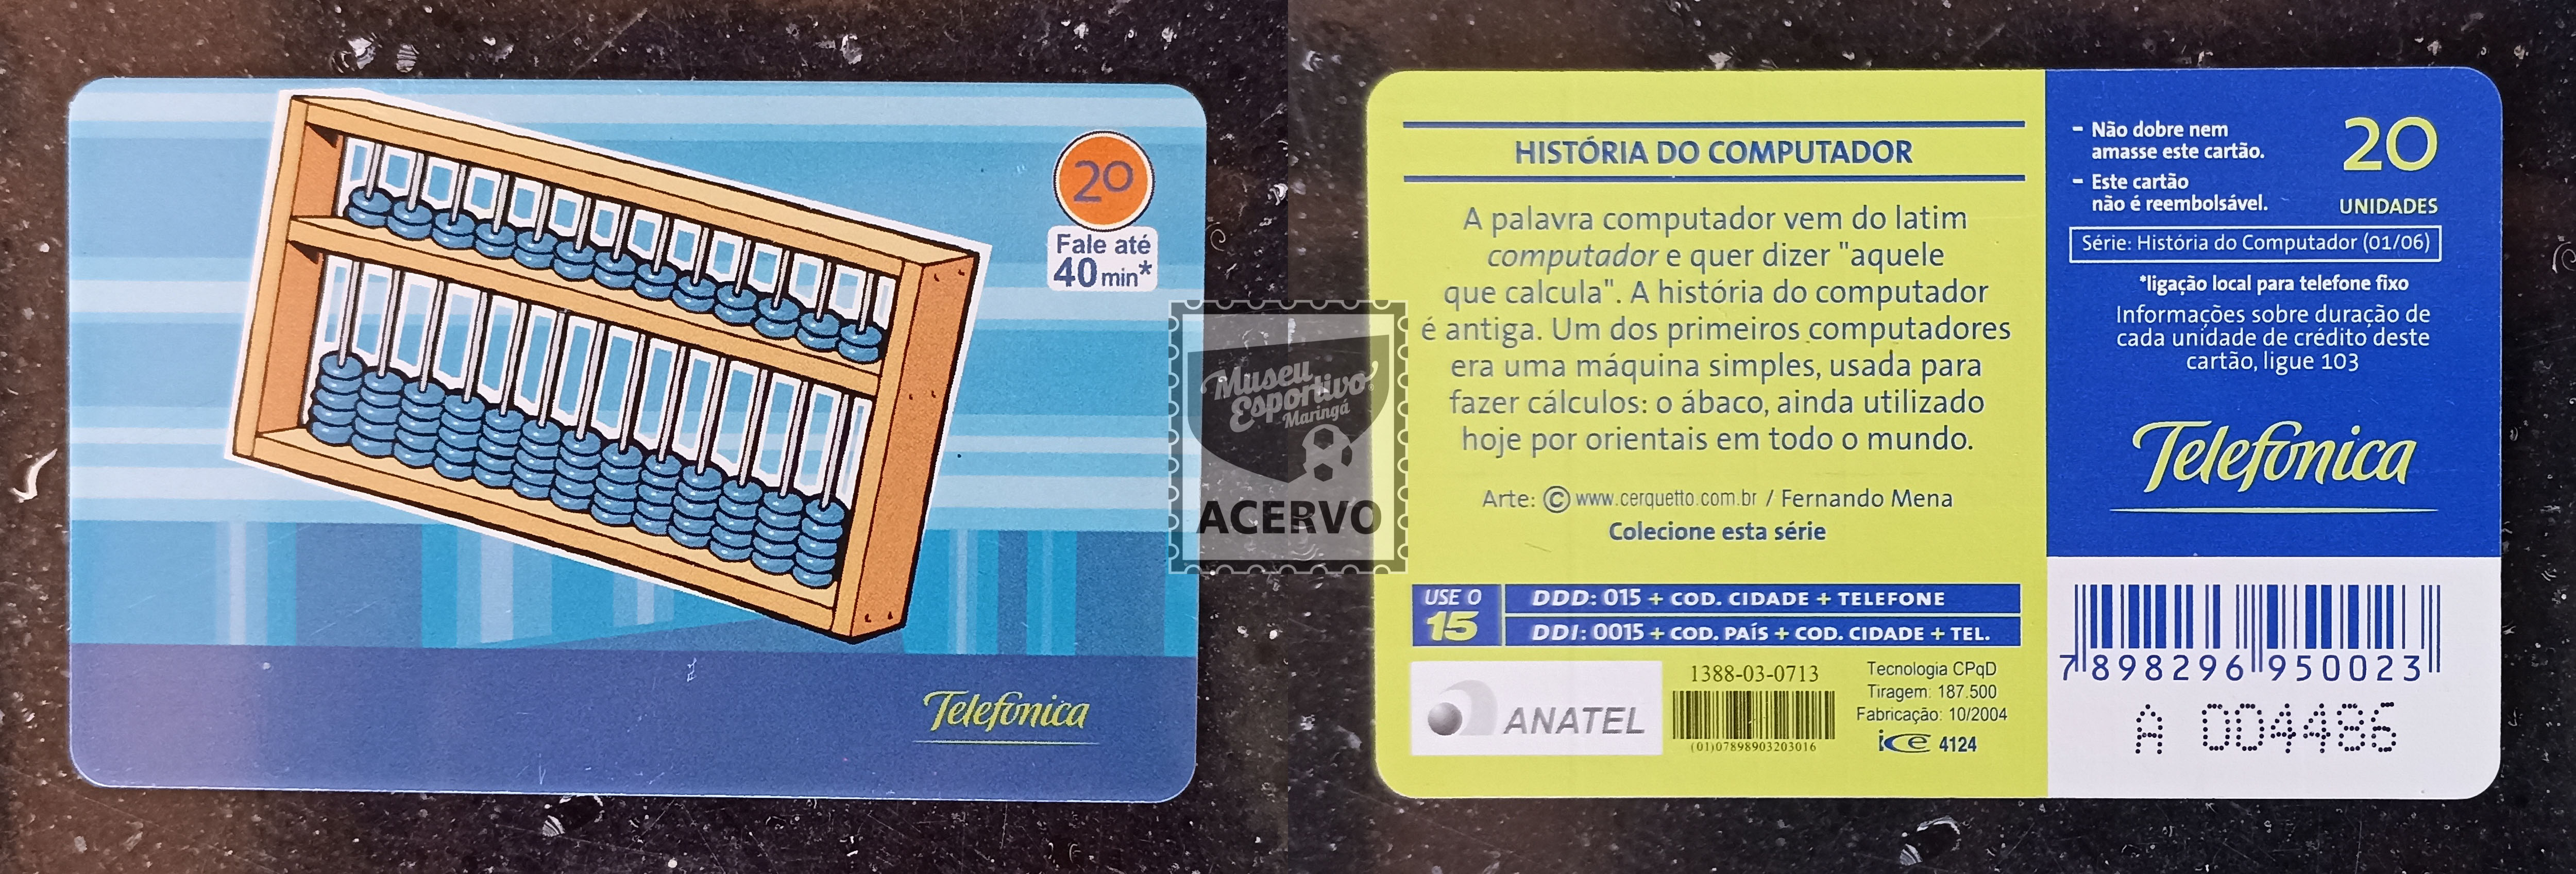 20
Fale até
40 min*
Telefonica
Museu
Esportivo
Maringá
ACERVO
HISTÓRIA DO COMPUTADOR
A palavra computador vem do latim
computador e quer dizer "aquele
que calcula". A história do computador
é antiga. Um dos primeiros computadores
era uma máquina simples, usada para
fazer cálculos: o ábaco, ainda utilizado
hoje por orientais em todo o mundo.
Arte: © www.cerquetto.com.br / Fernando Mena
Colecione esta série
USE O
15
DDD: 015 + COD. CIDADE + TELEFONE
DDI: 0015 + COD. PAÍS + COD. CIDADE + TEL.
ANATEL
1388-03-0713
(01)07898903203016
Tecnologia CPqD
Tiragem: 187.500
Fabricação: 10/2004
ice 4124
- Não dobre nem
amasse este cartão.
- Este cartão
não é reembolsável.
20
UNIDADES
Série: História do Computador (01/06)
*ligação local para telefone fixo
Informações sobre duração de
cada unidade de crédito deste
cartão, ligue 103
Telefonica
7 898296 950023
A 004486